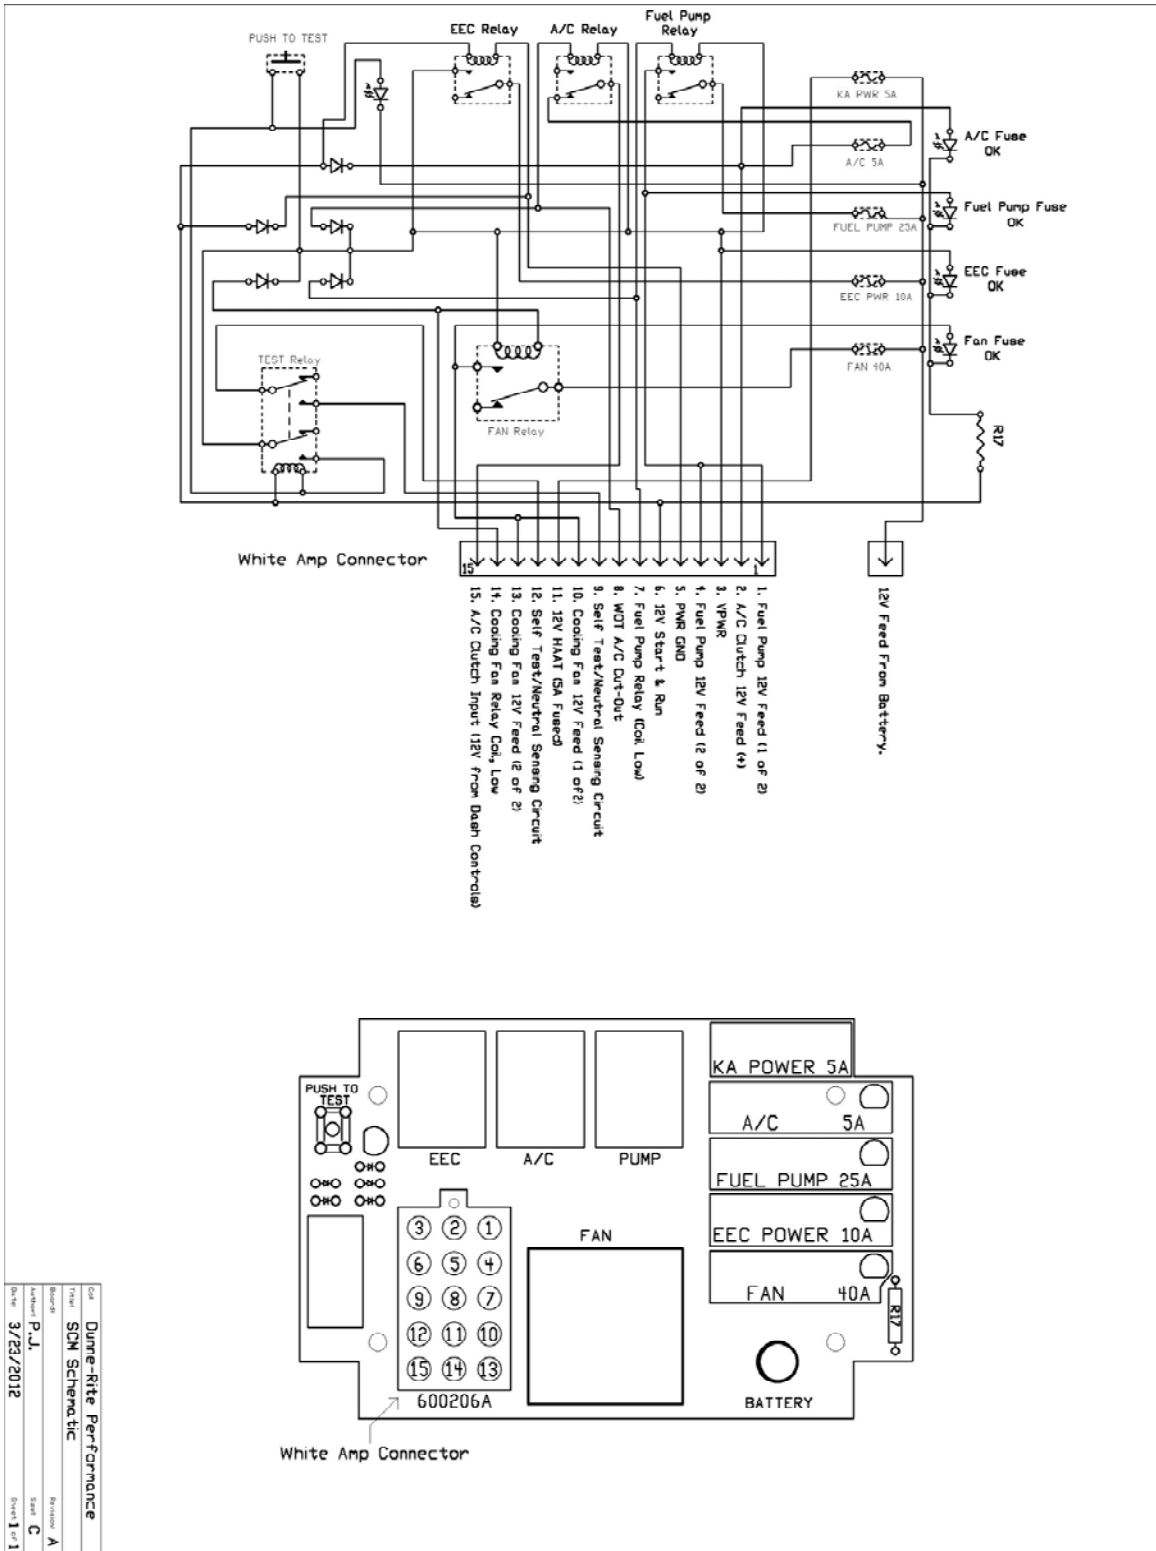 PUSH TO TEST
EEC Relay
A/C Relay
Fuel Pump
Relay
KA PWR 5A
A/C Fuse
OK
A/C 5A
Fuel Pump Fuse
OK
FUEL PUMP 25A
EEC Fuse
OK
EEC PWR 10A
Fan Fuse
OK
FAN 40A
TEST Relay
FAN Relay
R17
White Amp Connector
15
1
1. Fuel Pump 12V Feed (1 of 2)
2. A/C Clutch 12V Feed (+)
3. VPWR
4. Fuel Pump 12V Feed (2 of 2)
5. PWR GND
6. 12V Start & Run
7. Fuel Pump Relay (Coil Low)
8. WOT A/C Cut-Out
9. Self Test/Neutral Sensing Circuit
10. Cooling Fan 12V Feed (1 of2)
11. 12V HAAT (5A Fused)
12. Self Test/Neutral Sensing Circuit
13. Cooling Fan 12V Feed (2 of 2)
14. Cooling Fan Relay Coil, Low
15. A/C Clutch Input (12V from Dash Controls)
12V Feed From Battery.
PUSH TO
TEST
EEC
A/C
PUMP
KA POWER 5A
A/C 5A
FUEL PUMP 25A
EEC POWER 10A
FAN 40A
R17
3 2 1
6 5 4
9 8 7
12 11 10
15 14 13
600206A
FAN
BATTERY
White Amp Connector
Dunne-Rite Performance
Title: SCM Schematic
Board: Revision: A
Author: P.J. Size: C
Date: 3/23/2012 Sheet 1 of 1